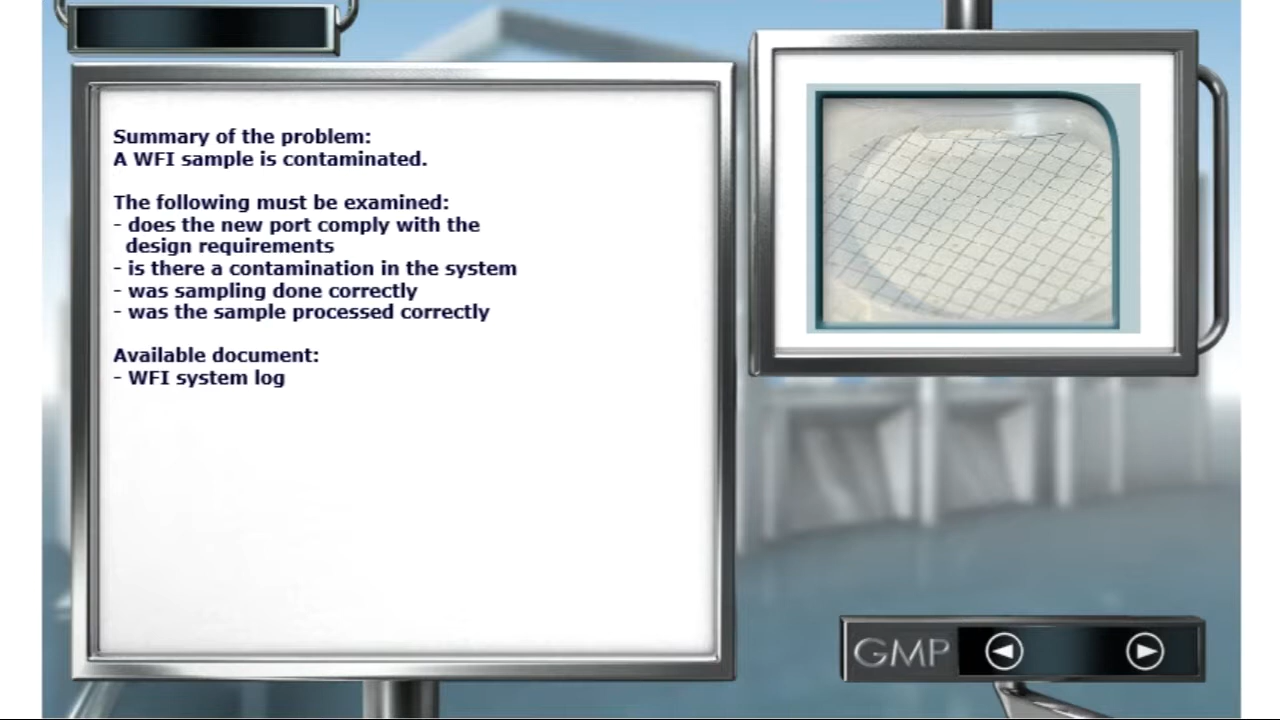 Summary of the problem:
A WFI sample is contaminated.
The following must be examined:
- does the new port comply with the
design requirements
- is there a contamination in the system
- was sampling done correctly
- was the sample processed correctly
Available document:
- WFI system log
GMP